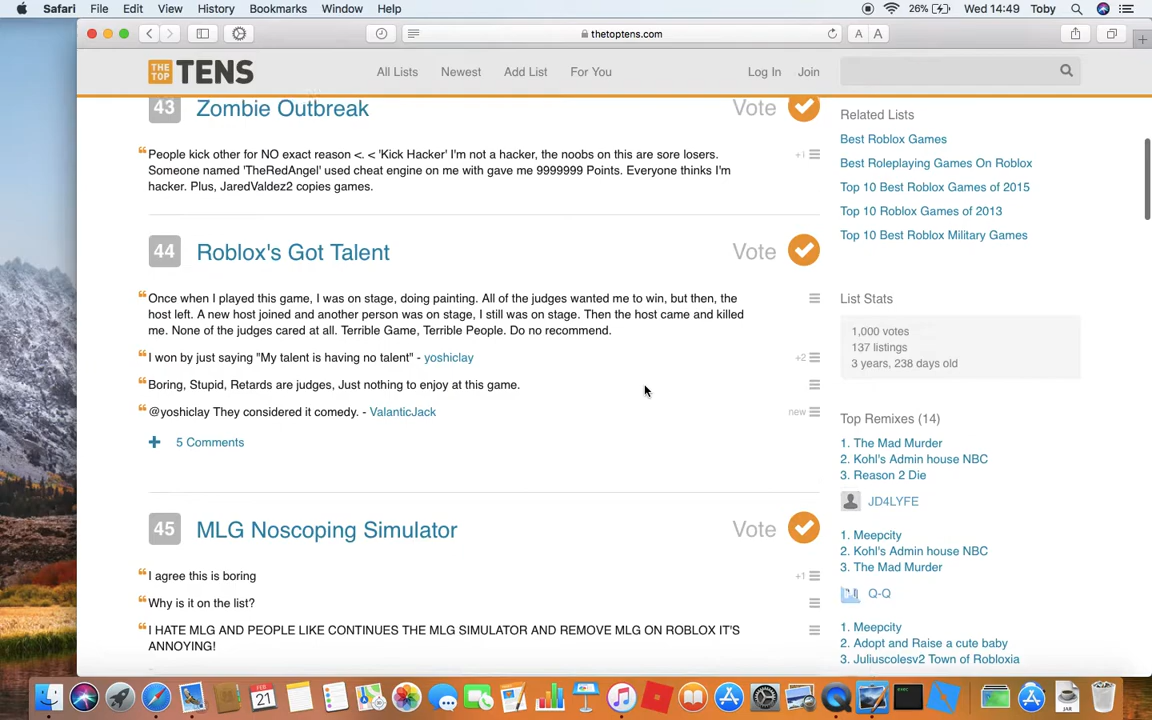 Safari File Edit View History Bookmarks Window Help 26% Wed 14:49 Toby
thetoptens.com A A
THE TOP TENS All Lists Newest Add List For You Log In Join
43 Zombie Outbreak Vote
“ People kick other for NO exact reason <. < 'Kick Hacker' I'm not a hacker, the noobs on this are sore losers. +1
Someone named 'TheRedAngel' used cheat engine on me with gave me 9999999 Points. Everyone thinks I'm
hacker. Plus, JaredValdez2 copies games.
44 Roblox's Got Talent Vote
“ Once when I played this game, I was on stage, doing painting. All of the judges wanted me to win, but then, the
host left. A new host joined and another person was on stage, I still was on stage. Then the host came and killed
me. None of the judges cared at all. Terrible Game, Terrible People. Do no recommend.
“ I won by just saying "My talent is having no talent" - yoshiclay +2
“ Boring, Stupid, Retards are judges, Just nothing to enjoy at this game.
“ @yoshiclay They considered it comedy. - ValanticJack new
+ 5 Comments
45 MLG Noscoping Simulator Vote
“ I agree this is boring +1
“ Why is it on the list?
“ I HATE MLG AND PEOPLE LIKE CONTINUES THE MLG SIMULATOR AND REMOVE MLG ON ROBLOX IT'S
ANNOYING!
Related Lists
Best Roblox Games
Best Roleplaying Games On Roblox
Top 10 Best Roblox Games of 2015
Top 10 Roblox Games of 2013
Top 10 Best Roblox Military Games
List Stats
1,000 votes
137 listings
3 years, 238 days old
Top Remixes (14)
1. The Mad Murder
2. Kohl's Admin house NBC
3. Reason 2 Die
JD4LYFE
1. Meepcity
2. Kohl's Admin house NBC
3. The Mad Murder
Q-Q
1. Meepcity
2. Adopt and Raise a cute baby
3. Juliuscolesv2 Town of Robloxia
FEB
21
JAR